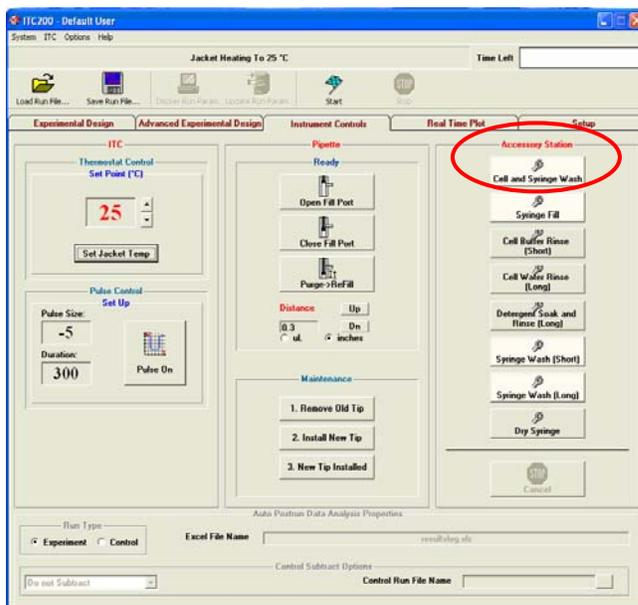 ITC200 - Default User
System ITC Options Help
Jacket Heating To 25 °C
Time Left
Load Run File...
Save Run File...
Display Run Param.
Update Run Param.
Start
Stop
Experimental Design
Advanced Experimental Design
Instrument Controls
Real Time Plot
Setup
ITC
Thermostat Control
Set Point (°C)
25
Set Jacket Temp
Pulse Control
Set Up
Pulse Size:
-5
Duration:
300
Pulse On
Pipette
Ready
Open Fill Port
Close Fill Port
Purge->ReFill
Distance
Up
0.3
Dn
ul.
inches
Maintenance
1. Remove Old Tip
2. Install New Tip
3. New Tip Installed
Accessory Station
Cell and Syringe Wash
Syringe Fill
Cell Buffer Rinse
(Short)
Cell Water Rinse
(Long)
Detergent Soak and
Rinse (Long)
Syringe Wash (Short)
Syringe Wash (Long)
Dry Syringe
STOP
Cancel
Auto Postrun Data Analysis Properties
Run Type
Experiment
Control
Excel File Name
resultslog.xls
Control Subtract Options
Do not Subtract
Control Run File Name
...